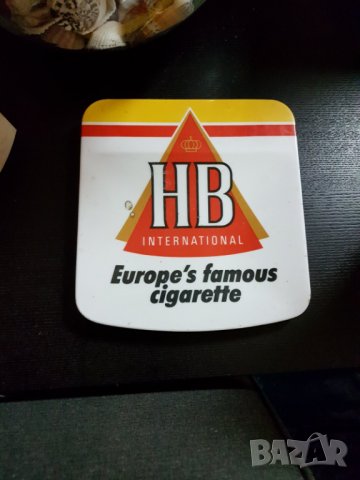 HB
INTERNATIONAL
Europe's famous
cigarette
BAZAR